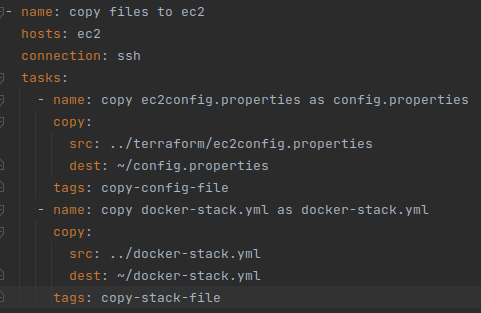 - name: copy files to ec2
  hosts: ec2
  connection: ssh
  tasks:
    - name: copy ec2config.properties as config.properties
      copy:
        src: ../terraform/ec2config.properties
        dest: ~/config.properties
      tags: copy-config-file
    - name: copy docker-stack.yml as docker-stack.yml
      copy:
        src: ../docker-stack.yml
        dest: ~/docker-stack.yml
      tags: copy-stack-file